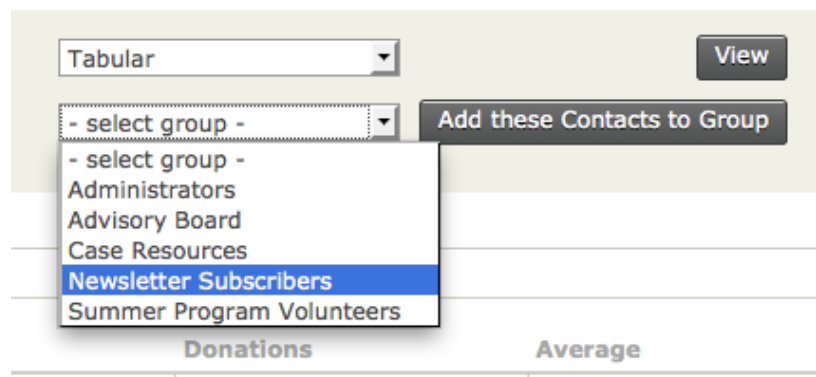 Tabular View
- select group - Add these Contacts to Group
- select group -
Administrators
Advisory Board
Case Resources
Newsletter Subscribers
Summer Program Volunteers
Donations Average